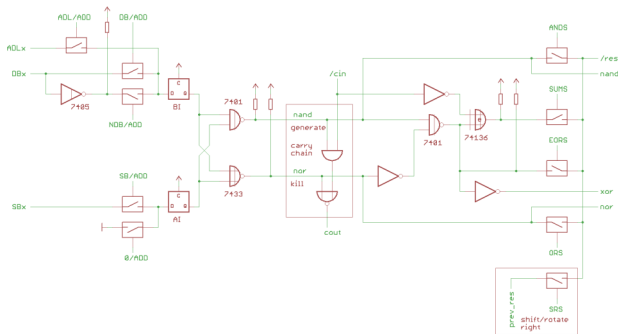 ADL/ADD
DB/ADD
ANDS
ADLx
/res
DBx
/cin
nand
7405
C
D Q
BI
7401
SUMS
NDB/ADD
nand
generate
7401
74136
carry
chain
EORS
SB/ADD
7433
nor
kill
xor
SBx
C
D Q
AI
nor
0/ADD
cout
ORS
prev_res
SRS
shift/rotate
right